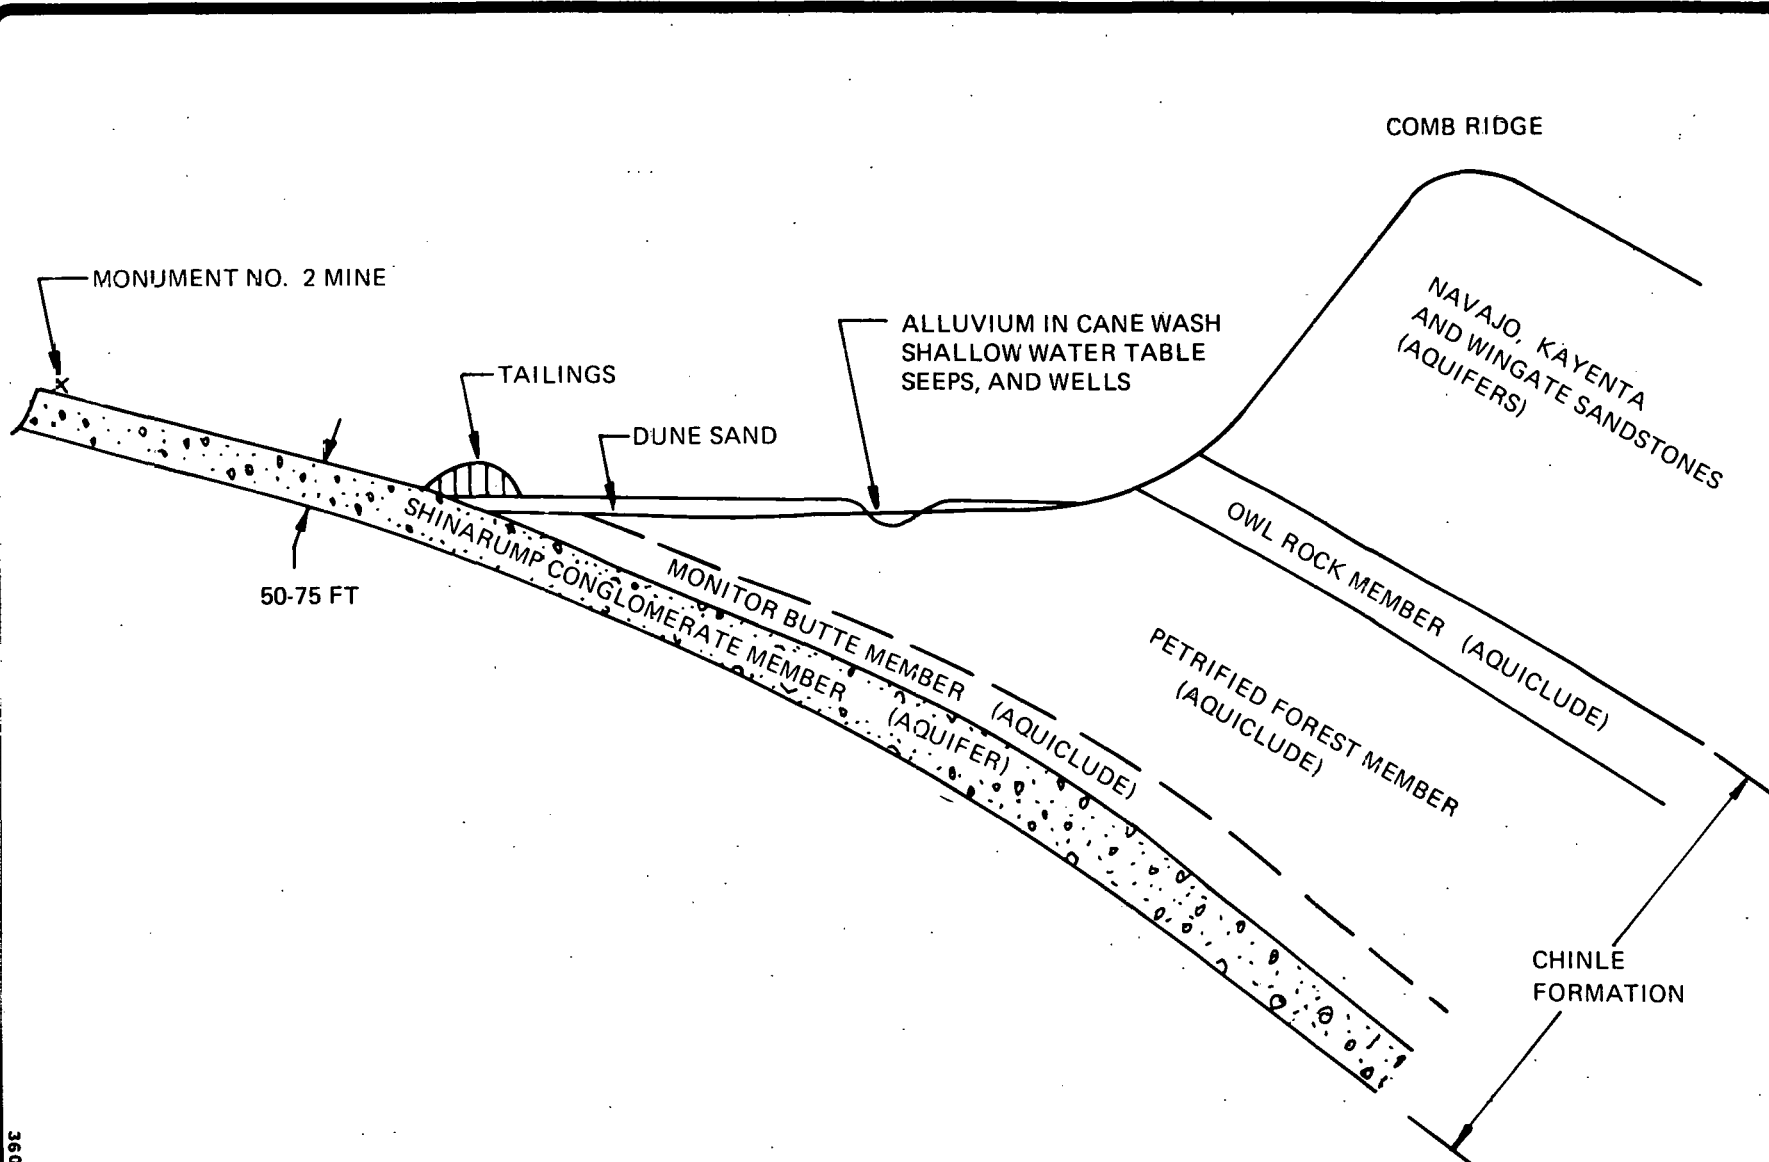 COMB RIDGE
MONUMENT NO. 2 MINE
NAVAJO, KAYENTA
AND WINGATE SANDSTONES
(AQUIFERS)
ALLUVIUM IN CANE WASH
SHALLOW WATER TABLE
SEEPS, AND WELLS
TAILINGS
DUNE SAND
50-75 FT
SHINARUMP CONGLOMERATE MEMBER (AQUIFER)
MONITOR BUTTE MEMBER (AQUICLUDE)
OWL ROCK MEMBER (AQUICLUDE)
PETRIFIED FOREST MEMBER
(AQUICLUDE)
CHINLE
FORMATION
360